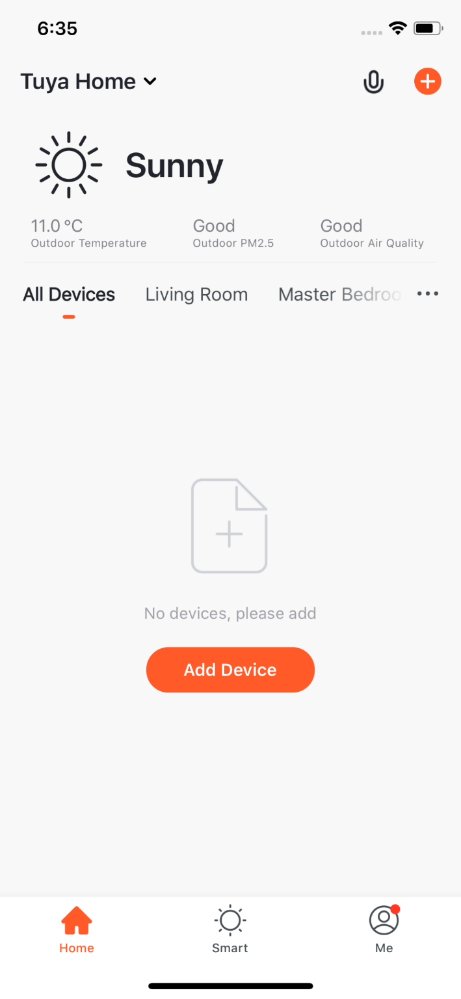 6:35
Tuya Home
Sunny
11.0 °C Good Good
Outdoor Temperature Outdoor PM2.5 Outdoor Air Quality
All Devices Living Room Master Bedroo
No devices, please add
Add Device
Home Smart Me